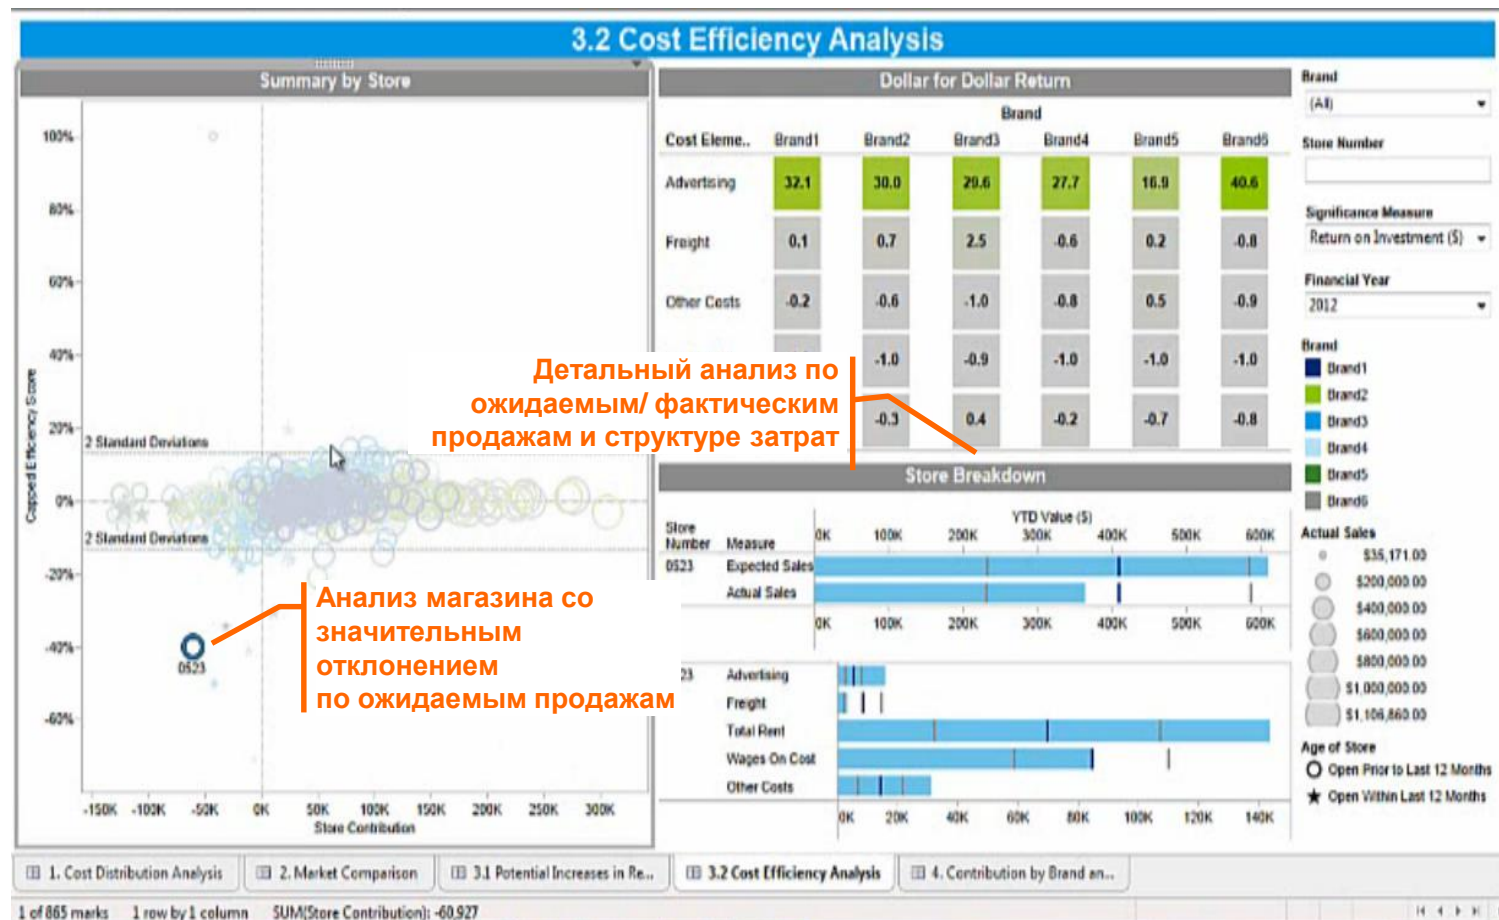 3.2 Cost Efficiency Analysis
Summary by Store
100%
80%
60%
40%
20%
0%
-20%
-40%
-60%
Capped Efficiency Score
2 Standard Deviations
2 Standard Deviations
0523
-150K -100K -50K 0K 50K 100K 150K 200K 250K 300K
Store Contribution
Анализ магазина со
значительным
отклонением
по ожидаемым продажам
Dollar for Dollar Return
Brand
Cost Eleme.. Brand1 Brand2 Brand3 Brand4 Brand5 Brand6
Advertising 32.1 30.0 29.6 27.7 16.9 40.6
Freight 0.1 0.7 2.5 -0.6 0.2 -0.8
Other Costs -0.2 -0.6 -1.0 -0.8 0.5 -0.9
-1.0 -0.9 -1.0 -1.0 -1.0
-0.3 0.4 -0.2 -0.7 -0.8
Детальный анализ по
ожидаемым/ фактическим
продажам и структуре затрат
Store Breakdown
YTD Value ($)
Store
Number Measure
0K 100K 200K 300K 400K 500K 600K
0523 Expected Sales
Actual Sales
0K 100K 200K 300K 400K 500K 600K
23 Advertising
Freight
Total Rent
Wages On Cost
Other Costs
0K 20K 40K 60K 80K 100K 120K 140K
Brand
(All)
Store Number
Significance Measure
Return on Investment ($)
Financial Year
2012
Brand
Brand1
Brand2
Brand3
Brand4
Brand5
Brand6
Actual Sales
$35,171.00
$200,000.00
$400,000.00
$600,000.00
$800,000.00
$1,000,000.00
$1,106,860.00
Age of Store
Open Prior to Last 12 Months
Open Within Last 12 Months
1. Cost Distribution Analysis
2. Market Comparison
3.1 Potential Increases in Re...
3.2 Cost Efficiency Analysis
4. Contribution by Brand an...
1 of 865 marks 1 row by 1 column SUM(Store Contribution): -60,927